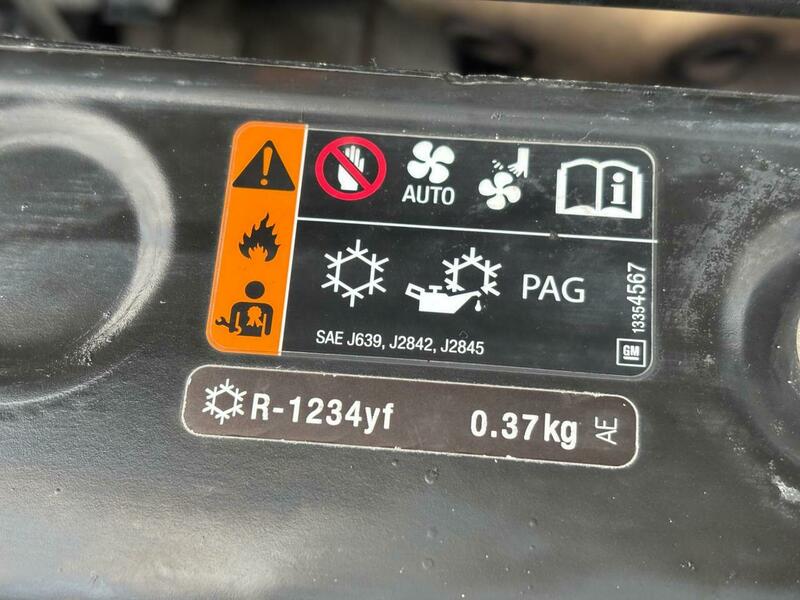 AUTO
i
PAG
SAE J639, J2842, J2845
13354567
GM
R-1234yf 0.37kg AE